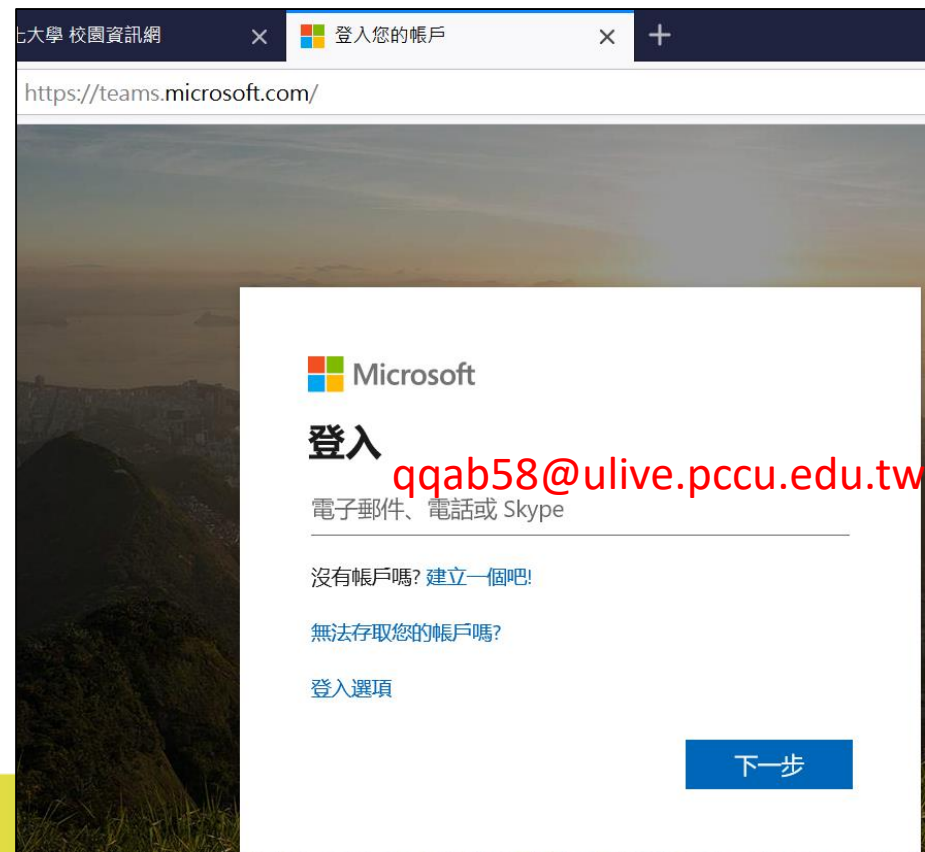 大學 校園資訊網
登入您的帳戶
https://teams.microsoft.com/
Microsoft
登入
qqab58@ulive.pccu.edu.tw
電子郵件、電話或 Skype
沒有帳戶嗎? 建立一個吧!
無法存取您的帳戶嗎?
登入選項
下一步